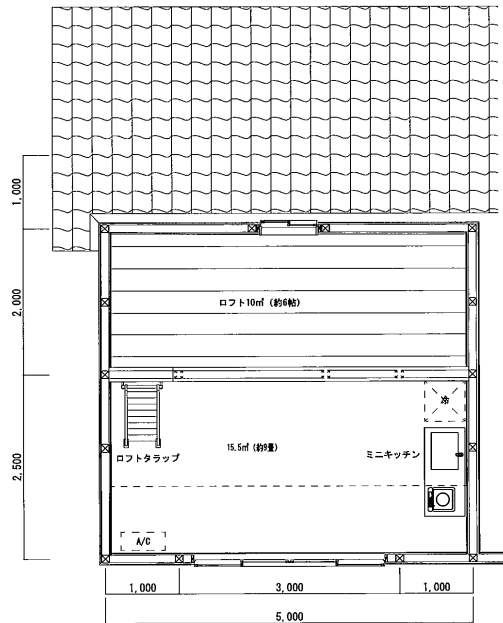 1,000
2,000
ロフト10㎡ (約6帖)
冷
2,500
ロフトタラップ
15.5㎡ (約9畳)
ミニキッチン
A/C
1,000
3,000
1,000
5,000